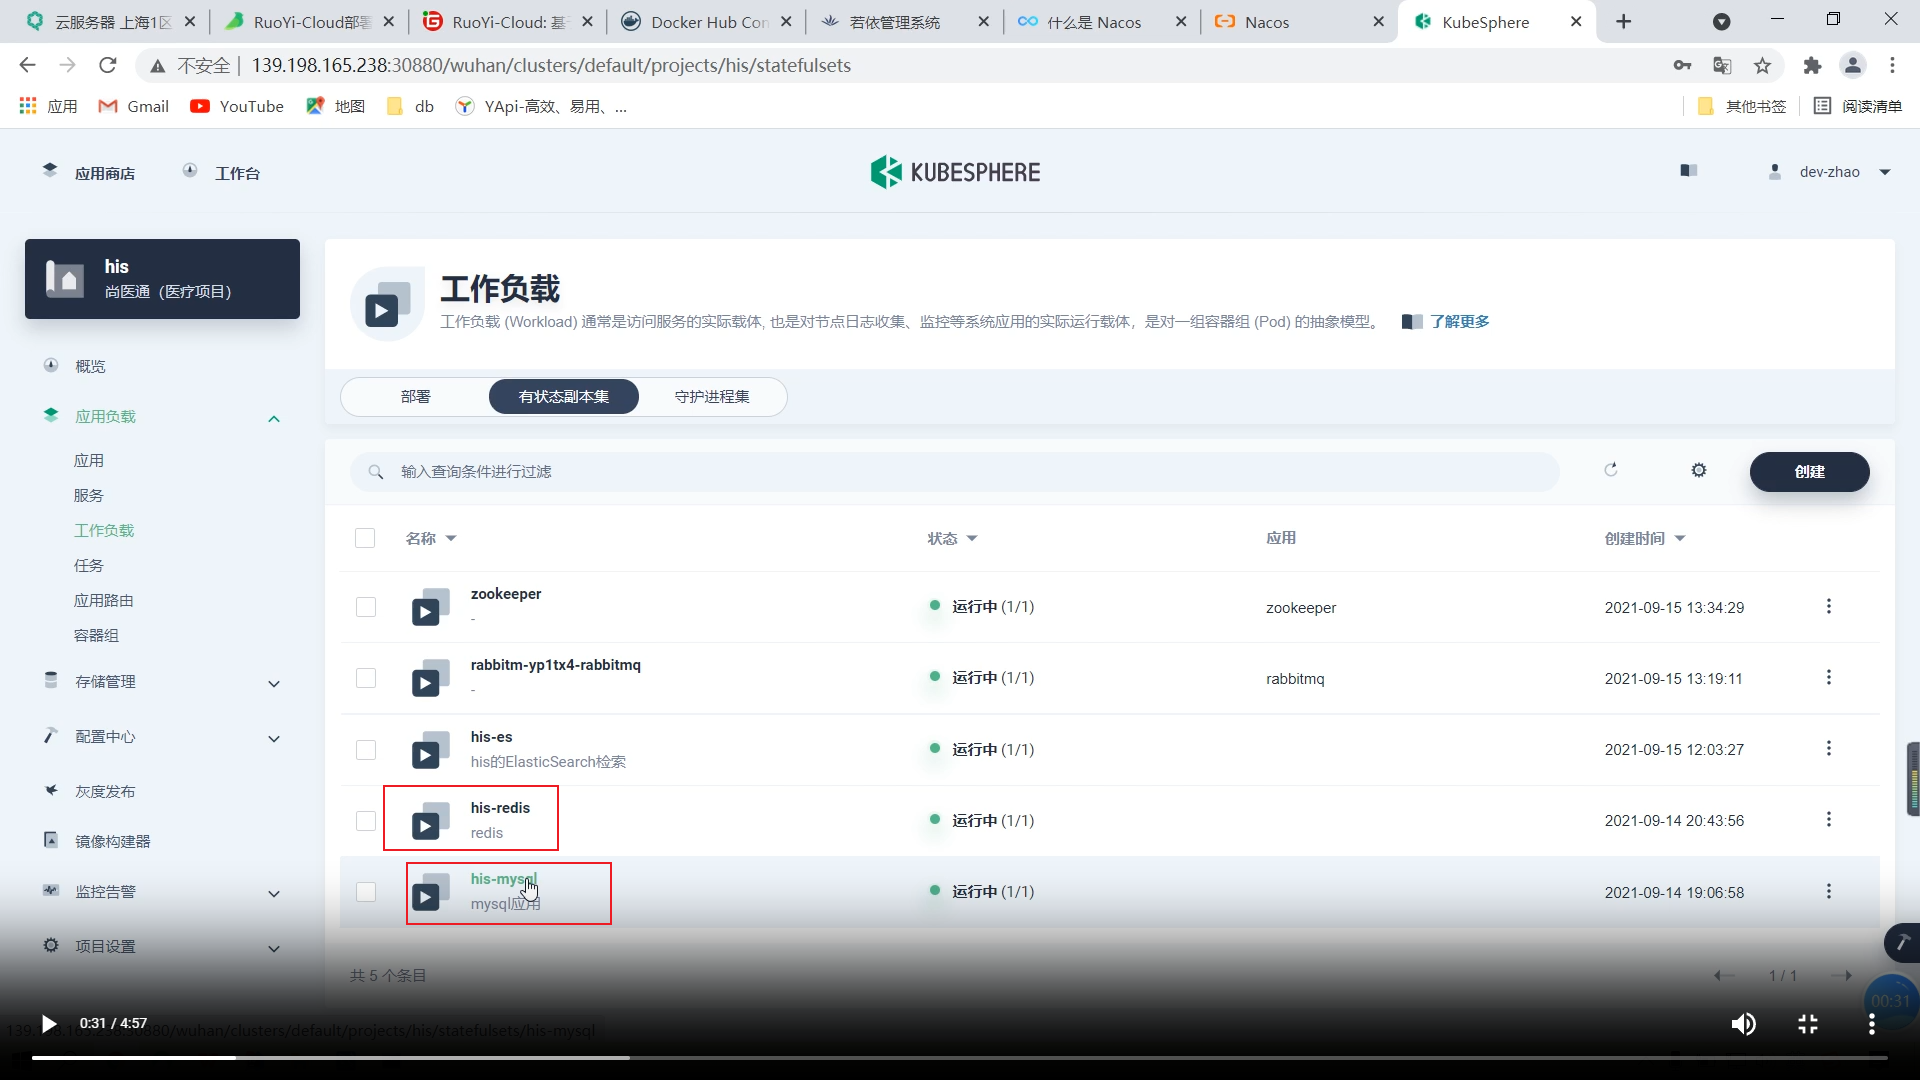 云服务器 上海1区
RuoYi-Cloud部署
RuoYi-Cloud: 基于
Docker Hub Con
若依管理系统
什么是 Nacos
Nacos
KubeSphere
不安全
139.198.165.238:30880/wuhan/clusters/default/projects/his/statefulsets
应用
Gmail
YouTube
地图
db
YApi-高效、易用、...
其他书签
阅读清单
应用商店
工作台
KUBESPHERE
dev-zhao
his
尚医通（医疗项目）
概览
应用负载
应用
服务
工作负载
任务
应用路由
容器组
存储管理
配置中心
灰度发布
镜像构建器
监控告警
项目设置
工作负载
工作负载 (Workload) 通常是访问服务的实际载体, 也是对节点日志收集、监控等系统应用的实际运行载体，是对一组容器组 (Pod) 的抽象模型。
了解更多
部署
有状态副本集
守护进程集
输入查询条件进行过滤
创建
名称
状态
应用
创建时间
zookeeper
-
运行中 (1/1)
zookeeper
2021-09-15 13:34:29
rabbitm-yp1tx4-rabbitmq
-
运行中 (1/1)
rabbitmq
2021-09-15 13:19:11
his-es
his的ElasticSearch检索
运行中 (1/1)
2021-09-15 12:03:27
his-redis
redis
运行中 (1/1)
2021-09-14 20:43:56
his-mysql
mysql应用
运行中 (1/1)
2021-09-14 19:06:58
共 5 个条目
1 / 1
00:31
0:31 / 4:57